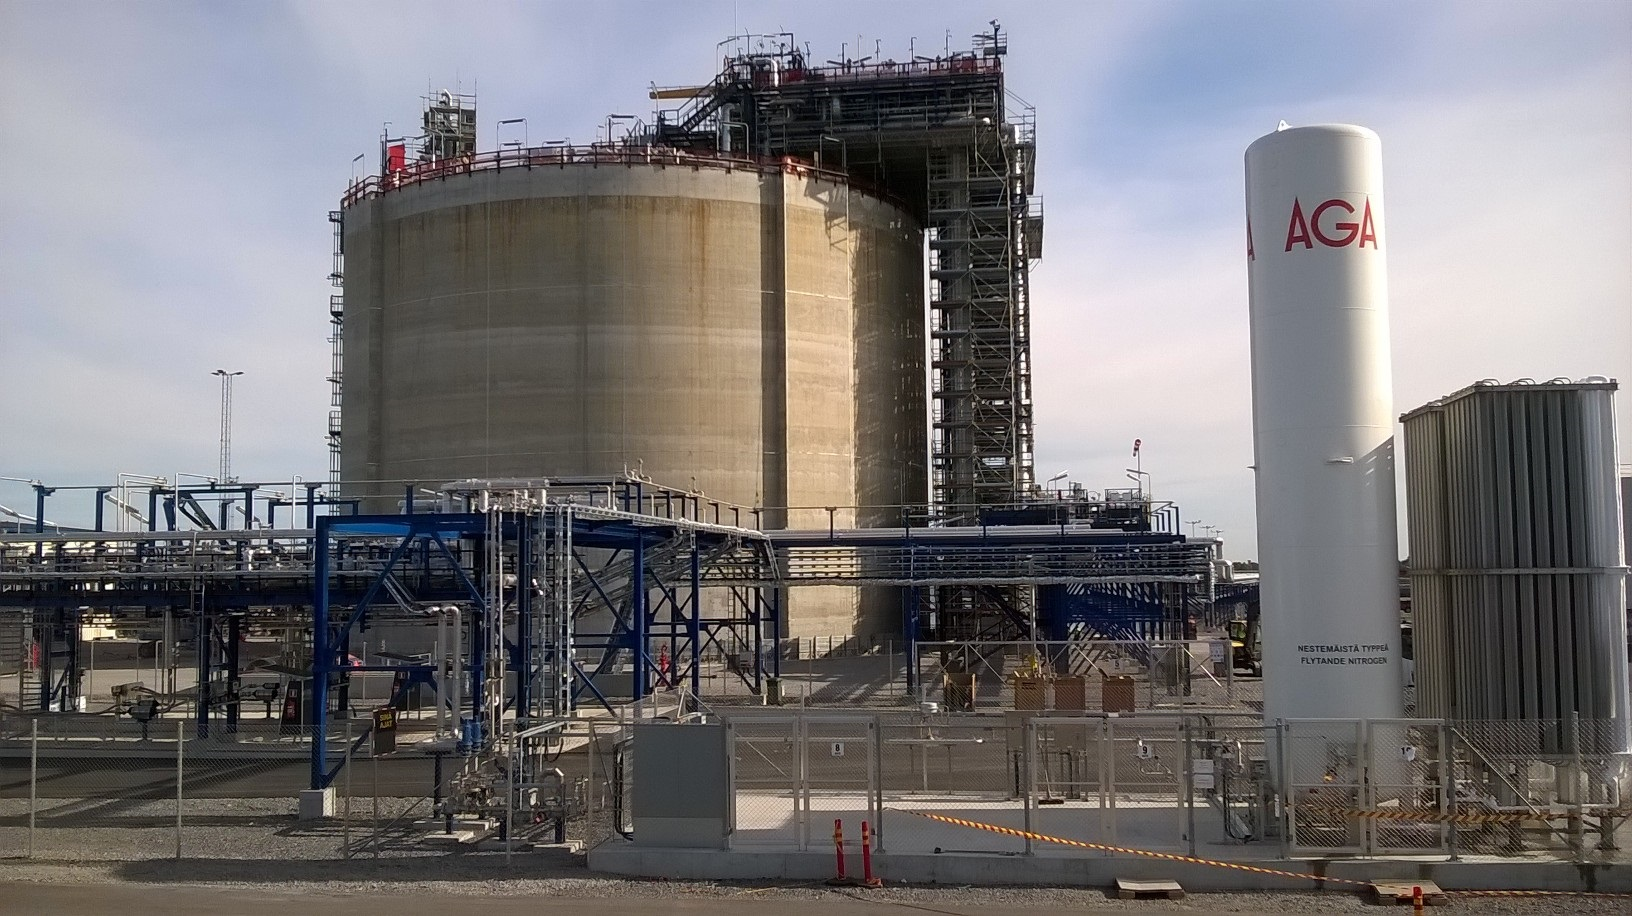 AGA
A
NESTEMÄISTÄ TYPPEÄ
FLYTANDE NITROGEN
8
9